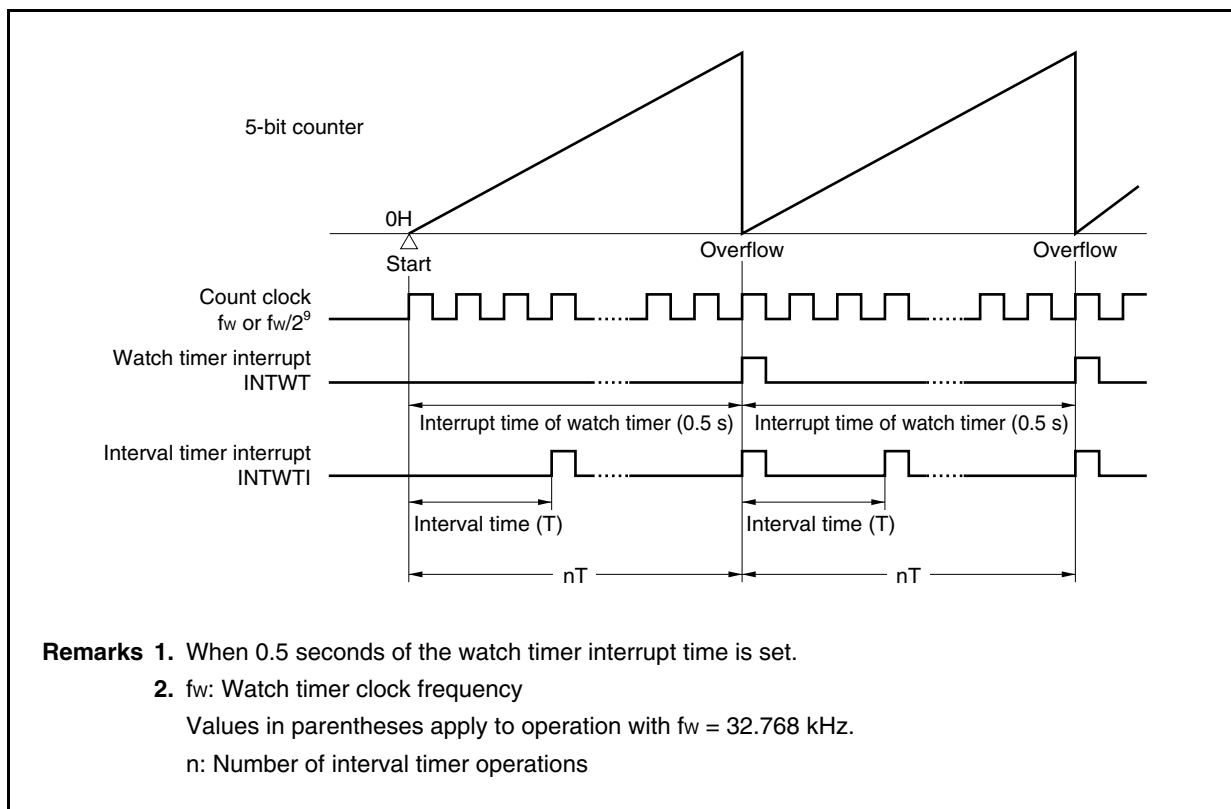 5-bit counter
0H
Start
Overflow
Overflow
Count clock
fw or fw/2⁹
Watch timer interrupt
INTWT
Interrupt time of watch timer (0.5 s)
Interrupt time of watch timer (0.5 s)
Interval timer interrupt
INTWTI
Interval time (T)
Interval time (T)
nT
nT
Remarks 1. When 0.5 seconds of the watch timer interrupt time is set.
2. fw: Watch timer clock frequency
Values in parentheses apply to operation with fw = 32.768 kHz.
n: Number of interval timer operations